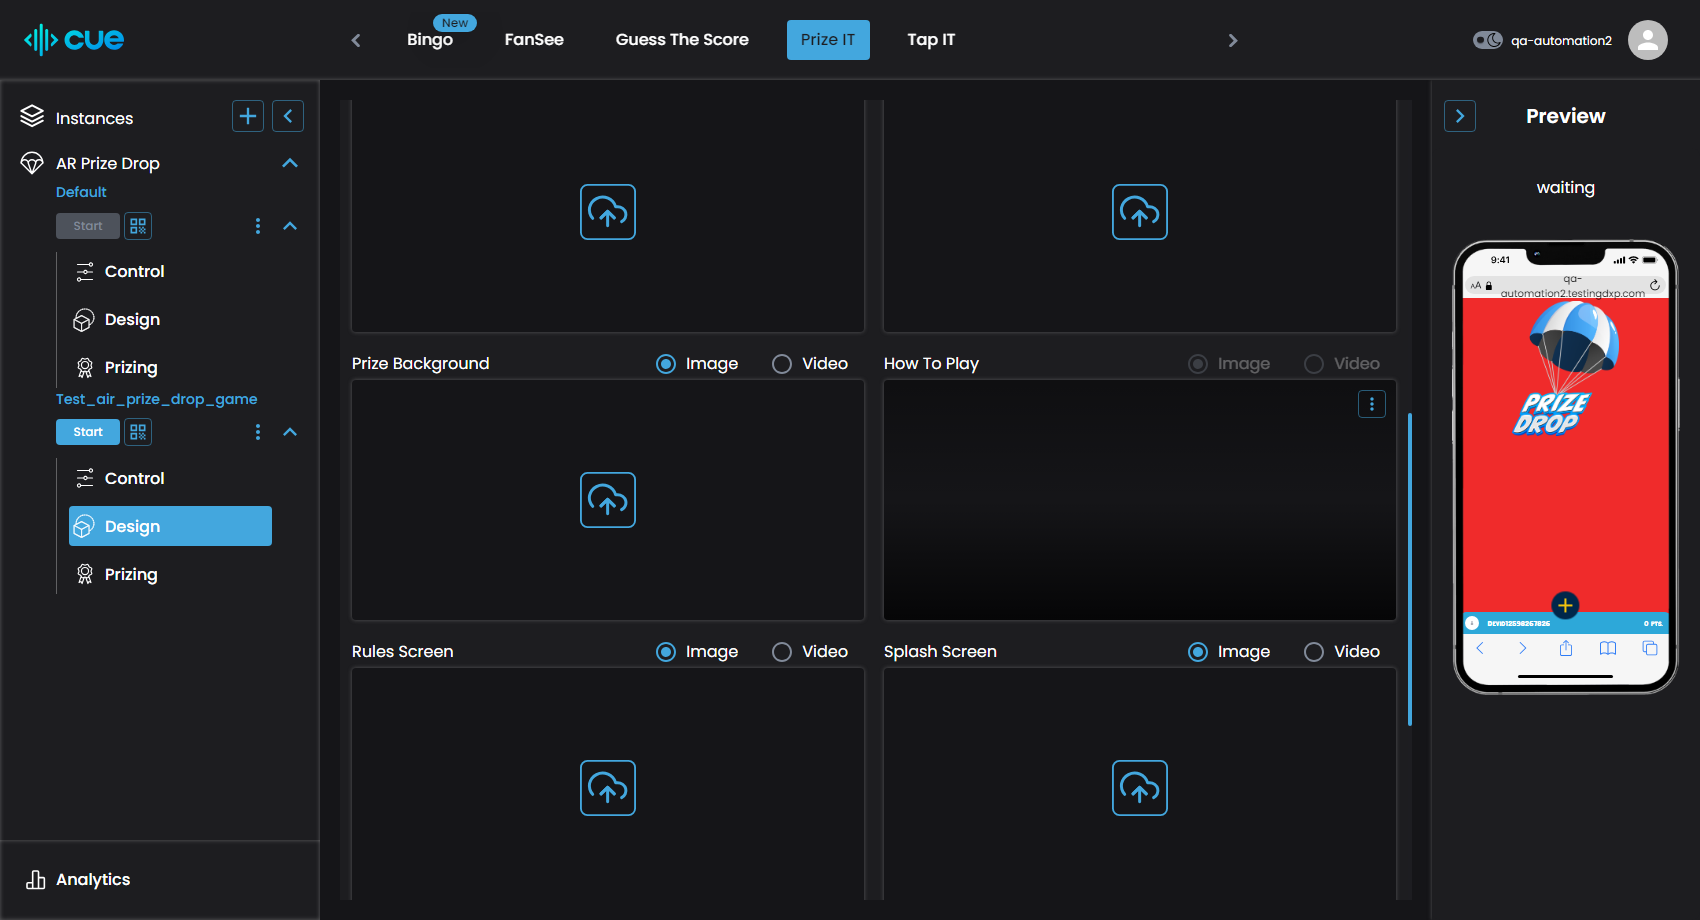 cue
Bingo
New
FanSee
Guess The Score
Prize IT
Tap IT
qa-automation2
Instances
AR Prize Drop
Default
Start
Control
Design
Prizing
Test_air_prize_drop_game
Start
Control
Design
Prizing
Analytics
Prize Background
Image
Video
How To Play
Image
Video
Rules Screen
Image
Video
Splash Screen
Image
Video
Preview
waiting
9:41
AA
qa-
automation2.testingdxp.com
PRIZE
DROP
0 PTS.